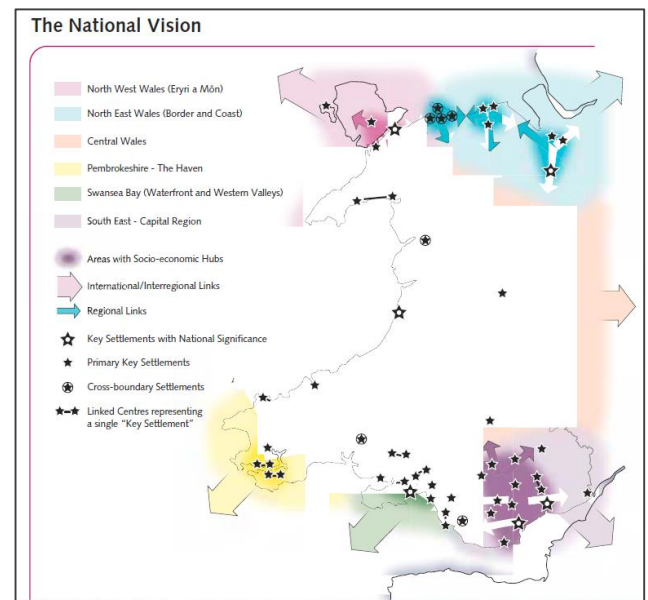 The National Vision
North West Wales (Eryri a Môn)
North East Wales (Border and Coast)
Central Wales
Pembrokeshire - The Haven
Swansea Bay (Waterfront and Western Valleys)
South East - Capital Region
Areas with Socio-economic Hubs
International/Interregional Links
Regional Links
Key Settlements with National Significance
Primary Key Settlements
Cross-boundary Settlements
Linked Centres representing
a single "Key Settlement"